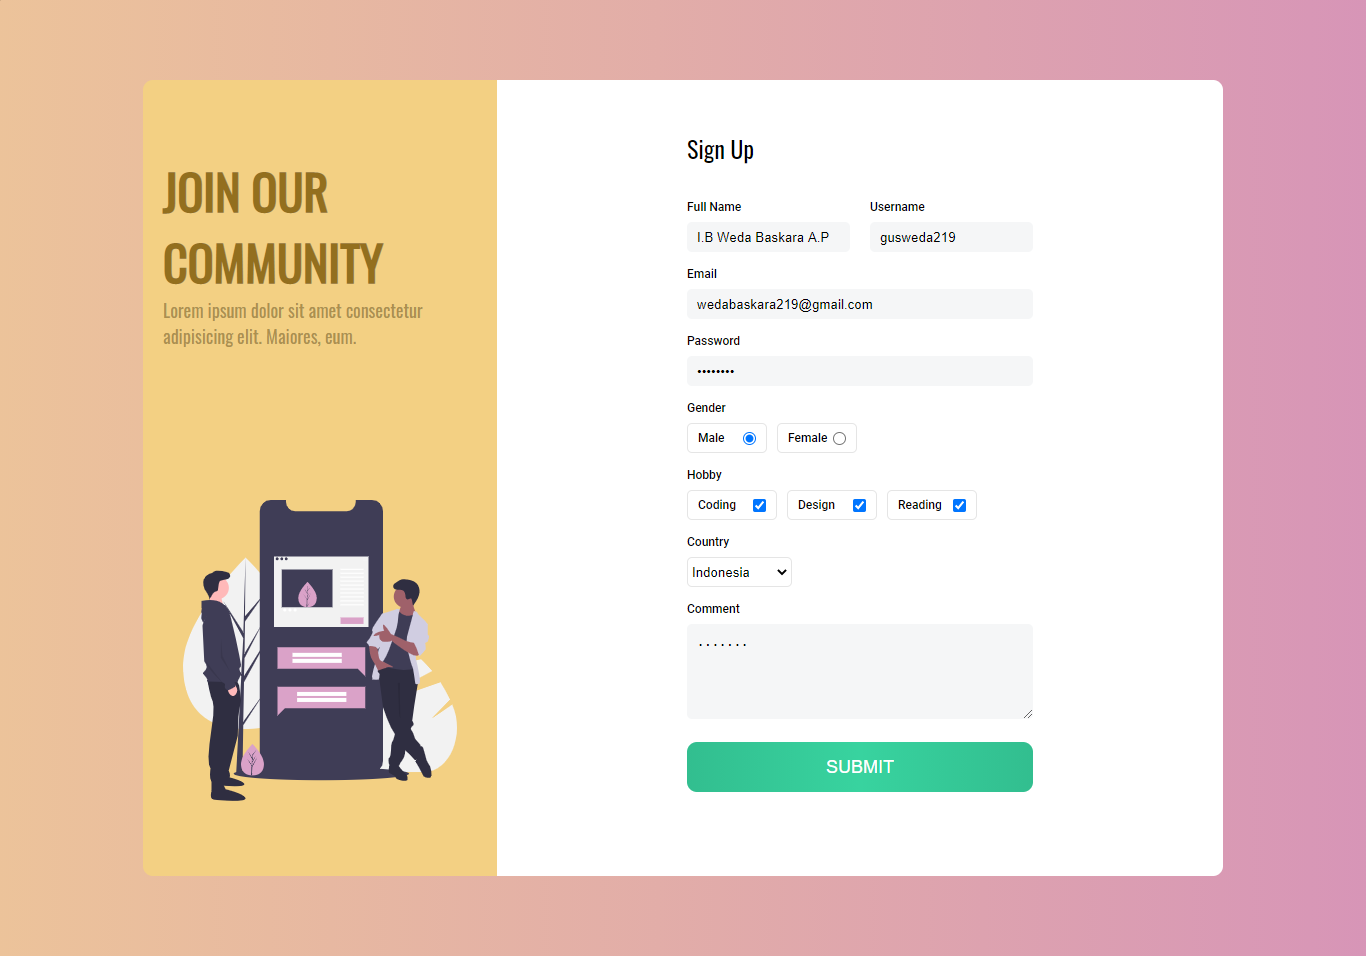 JOIN OUR
COMMUNITY
Lorem ipsum dolor sit amet consectetur
adipisicing elit. Maiores, eum.
Sign Up
Full Name Username
I.B Weda Baskara A.P gusweda219
Email
wedabaskara219@gmail.com
Password
••••••••
Gender
Male Female
Hobby
Coding Design Reading
Country
Indonesia
Comment
.......
SUBMIT